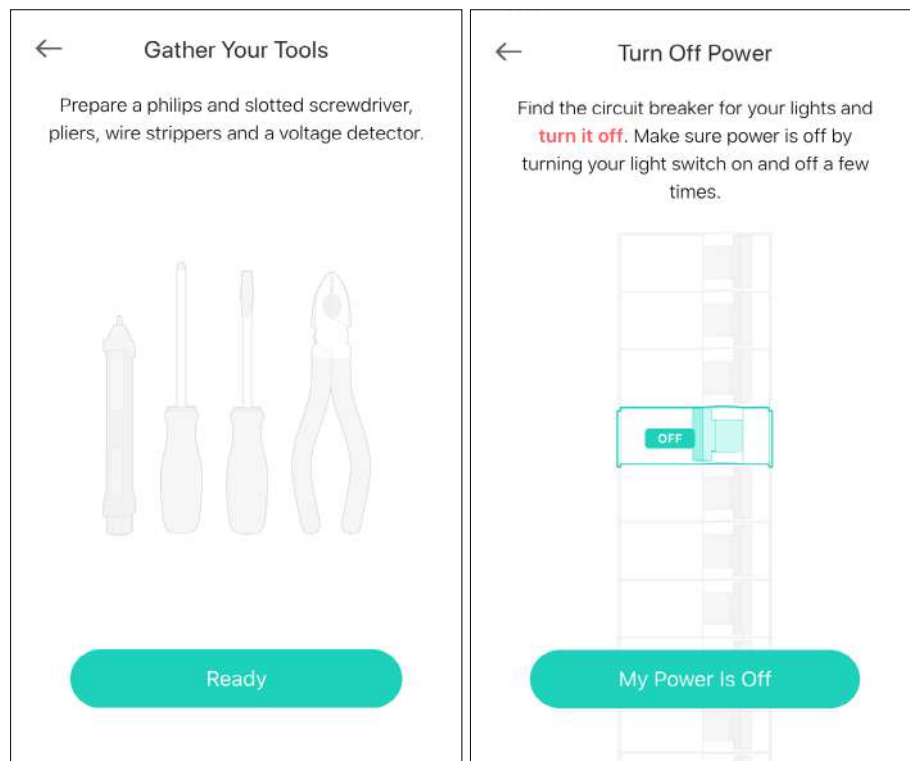 Gather Your Tools
Prepare a philips and slotted screwdriver,
pliers, wire strippers and a voltage detector.
Ready
Turn Off Power
Find the circuit breaker for your lights and
turn it off. Make sure power is off by
turning your light switch on and off a few
times.
OFF
My Power Is Off